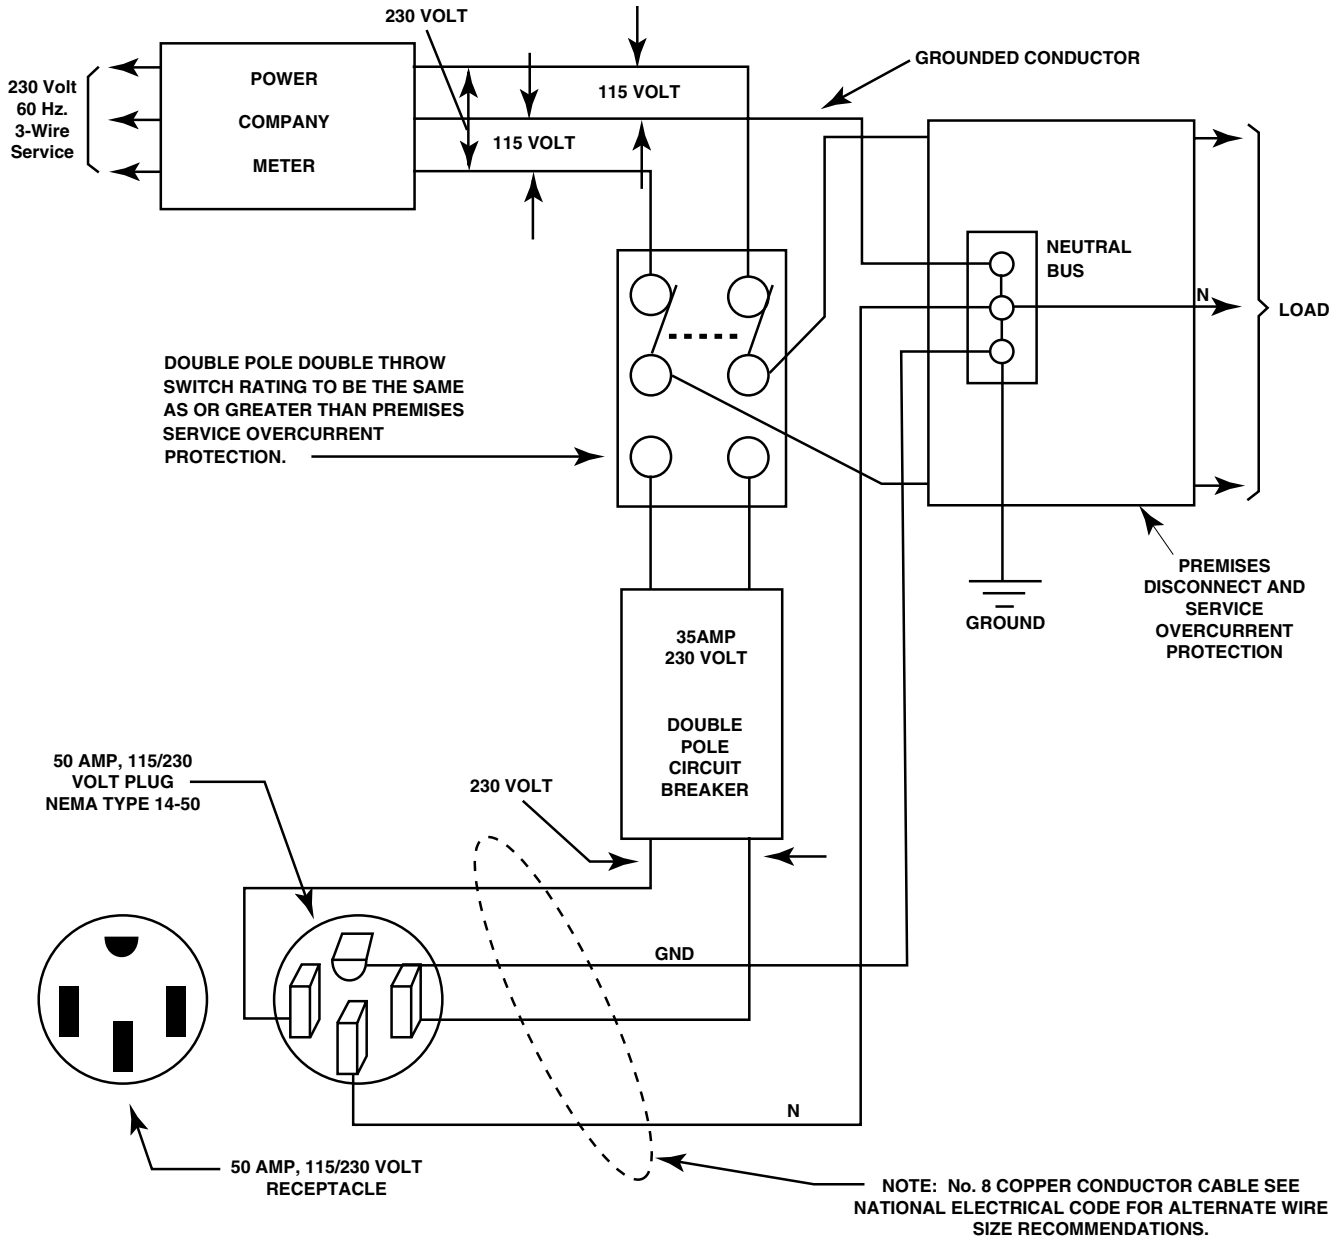 230 VOLT
GROUNDED CONDUCTOR
230 Volt
60 Hz.
3-Wire
Service
POWER
COMPANY
METER
115 VOLT
115 VOLT
NEUTRAL
BUS
N
LOAD
DOUBLE POLE DOUBLE THROW
SWITCH RATING TO BE THE SAME
AS OR GREATER THAN PREMISES
SERVICE OVERCURRENT
PROTECTION.
GROUND
PREMISES
DISCONNECT AND
SERVICE
OVERCURRENT
PROTECTION
35AMP
230 VOLT
DOUBLE
POLE
CIRCUIT
BREAKER
50 AMP, 115/230
VOLT PLUG
NEMA TYPE 14-50
230 VOLT
GND
N
50 AMP, 115/230 VOLT
RECEPTACLE
NOTE: No. 8 COPPER CONDUCTOR CABLE SEE
NATIONAL ELECTRICAL CODE FOR ALTERNATE WIRE
SIZE RECOMMENDATIONS.